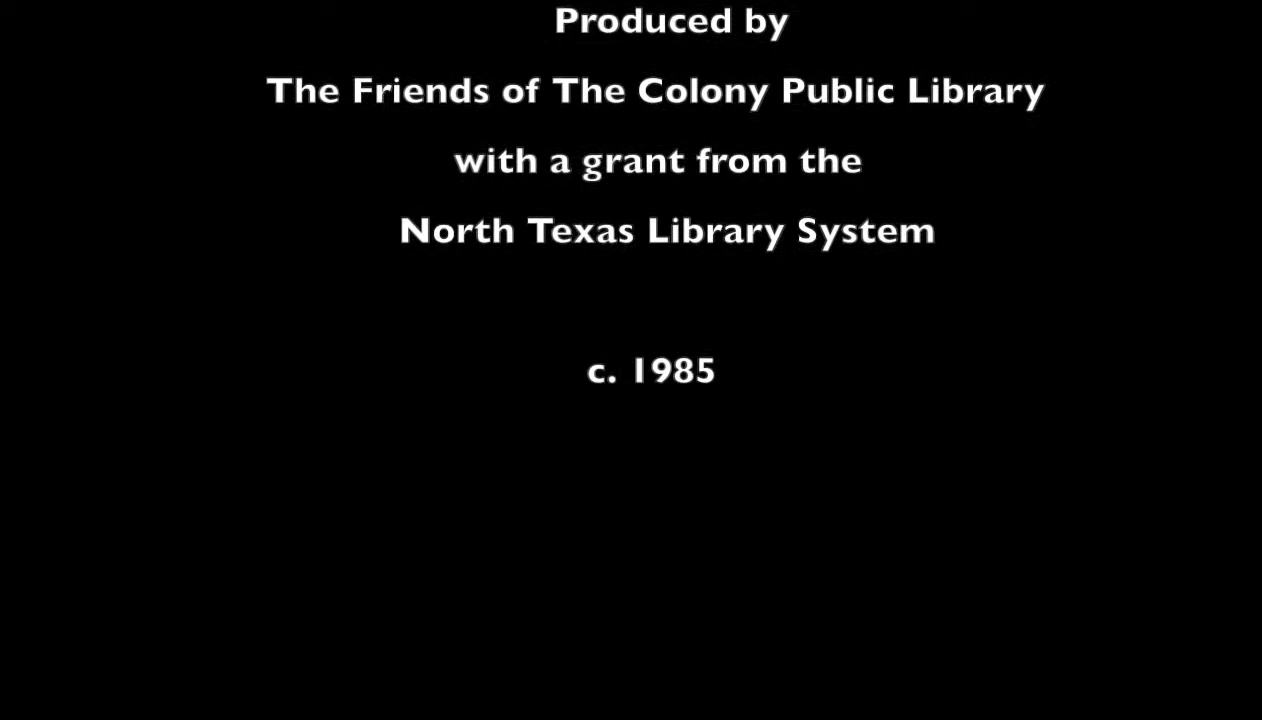 Produced by
The Friends of The Colony Public Library
with a grant from the
North Texas Library System
c. 1985